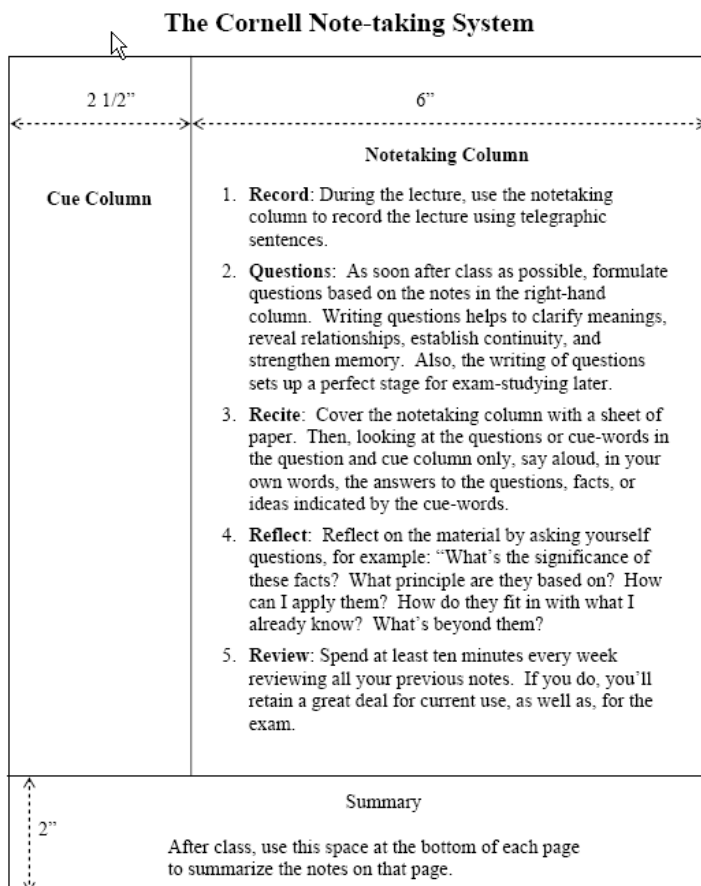 The Cornell Note-taking System
2 1/2”
6”
Cue Column
Notetaking Column
1. Record: During the lecture, use the notetaking
column to record the lecture using telegraphic
sentences.
2. Questions: As soon after class as possible, formulate
questions based on the notes in the right-hand
column. Writing questions helps to clarify meanings,
reveal relationships, establish continuity, and
strengthen memory. Also, the writing of questions
sets up a perfect stage for exam-studying later.
3. Recite: Cover the notetaking column with a sheet of
paper. Then, looking at the questions or cue-words in
the question and cue column only, say aloud, in your
own words, the answers to the questions, facts, or
ideas indicated by the cue-words.
4. Reflect: Reflect on the material by asking yourself
questions, for example: “What’s the significance of
these facts? What principle are they based on? How
can I apply them? How do they fit in with what I
already know? What’s beyond them?
5. Review: Spend at least ten minutes every week
reviewing all your previous notes. If you do, you’ll
retain a great deal for current use, as well as, for the
exam.
2”
Summary
After class, use this space at the bottom of each page
to summarize the notes on that page.